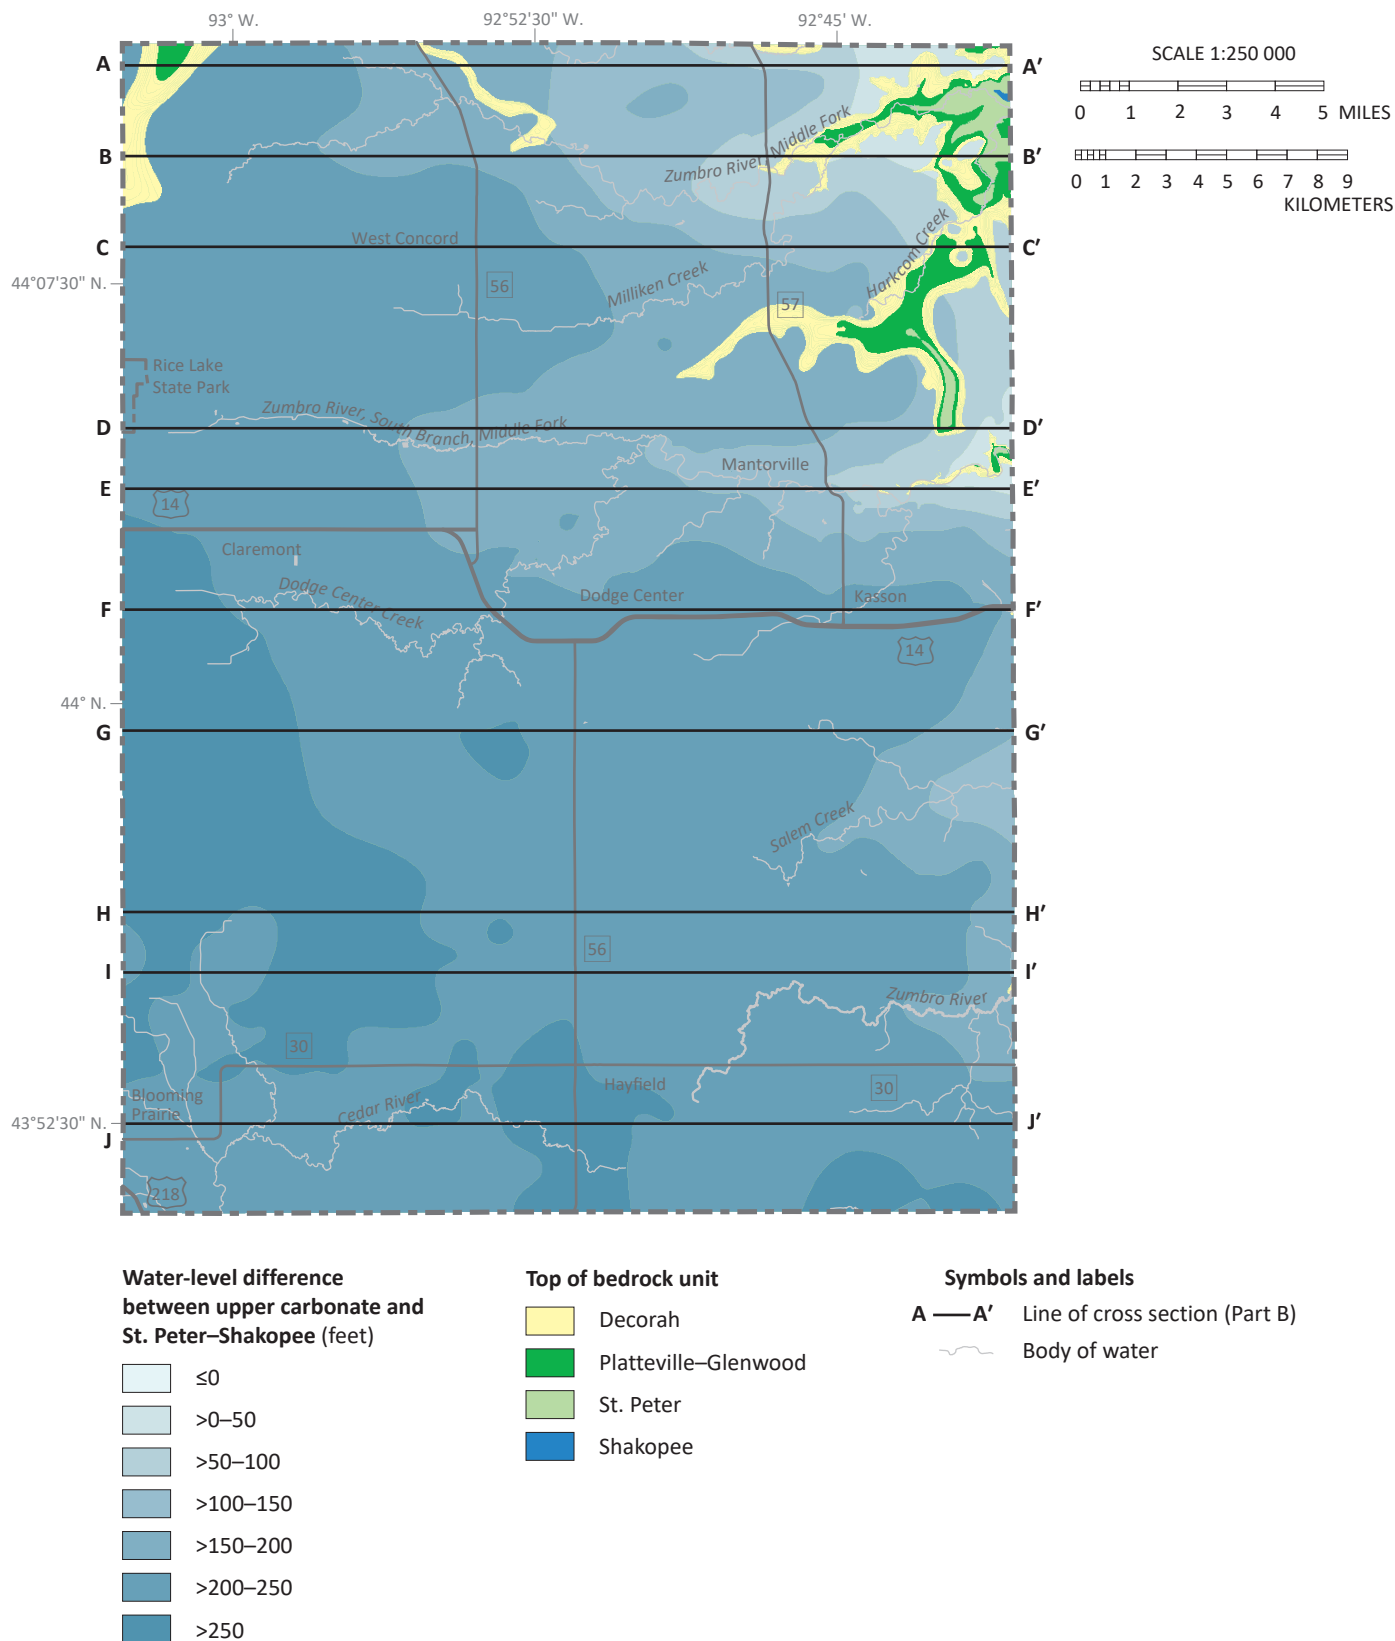 93° W.
92°52'30" W.
92°45' W.
SCALE 1:250 000
0 1 2 3 4 5 MILES
0 1 2 3 4 5 6 7 8 9
KILOMETERS
A A′
Zumbro River, Middle Fork
B B′
Harkcom Creek
C West Concord C′
44°07'30" N.
56
Milliken Creek
57
Rice Lake
State Park
Zumbro River, South Branch, Middle Fork
D D′
Mantorville
E E′
14
Claremont
Dodge Center Creek
Dodge Center
Kasson
F F′
14
44° N.
G G′
Salem Creek
H H′
56
I I′
Zumbro River
30
Hayfield
30
Blooming
Prairie
Cedar River
43°52'30" N.
J J′
218
Water-level difference
between upper carbonate and
St. Peter–Shakopee (feet)
≤0
>0–50
>50–100
>100–150
>150–200
>200–250
>250
Top of bedrock unit
Decorah
Platteville–Glenwood
St. Peter
Shakopee
Symbols and labels
A A′ Line of cross section (Part B)
Body of water